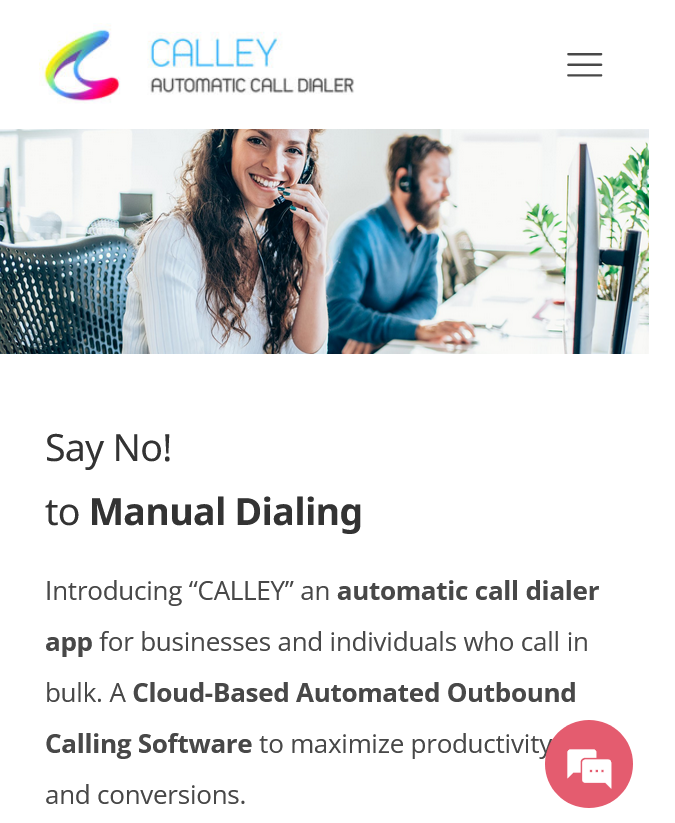 CALLEY
AUTOMATIC CALL DIALER
Say No!
to Manual Dialing
Introducing “CALLEY” an automatic call dialer
app for businesses and individuals who call in
bulk. A Cloud-Based Automated Outbound
Calling Software to maximize productivity
and conversions.